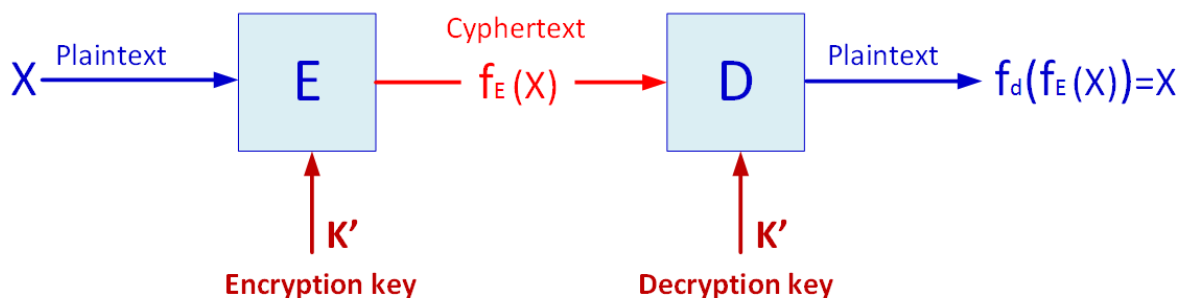 X
Plaintext
E
Cyphertext
fE(X)
D
Plaintext
fd(fE(X))=X
K’
Encryption key
K’
Decryption key